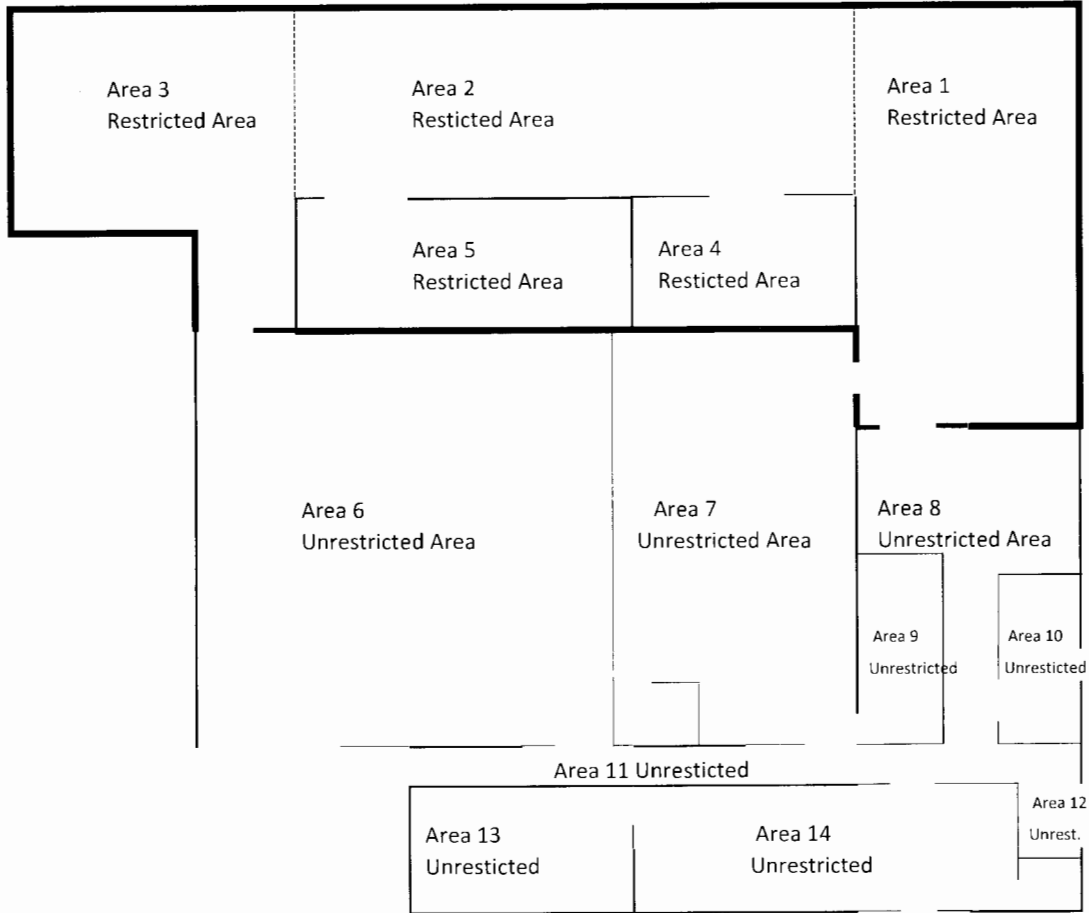 Area 3
Restricted Area
Area 2
Resticted Area
Area 1
Restricted Area
Area 5
Restricted Area
Area 4
Resticted Area
Area 6
Unrestricted Area
Area 7
Unrestricted Area
Area 8
Unrestricted Area
Area 9
Unrestricted
Area 10
Unresticted
Area 11 Unresticted
Area 12
Unrest.
Area 13
Unresticted
Area 14
Unrestricted